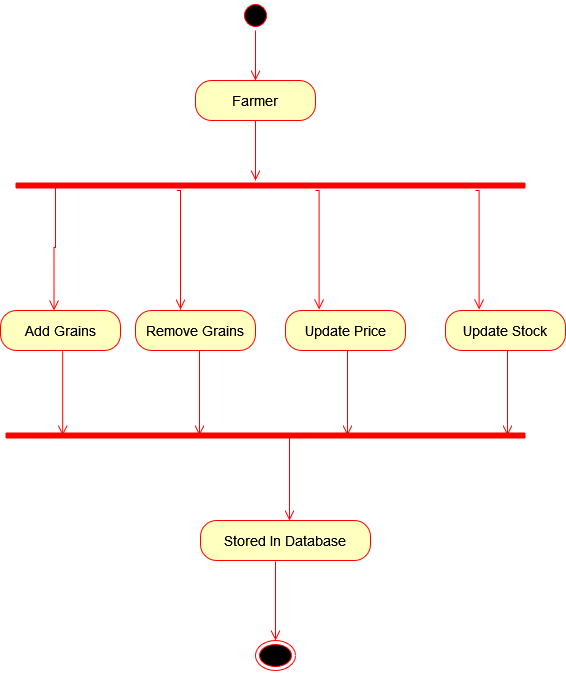 Farmer
Add Grains
Remove Grains
Update Price
Update Stock
Stored In Database